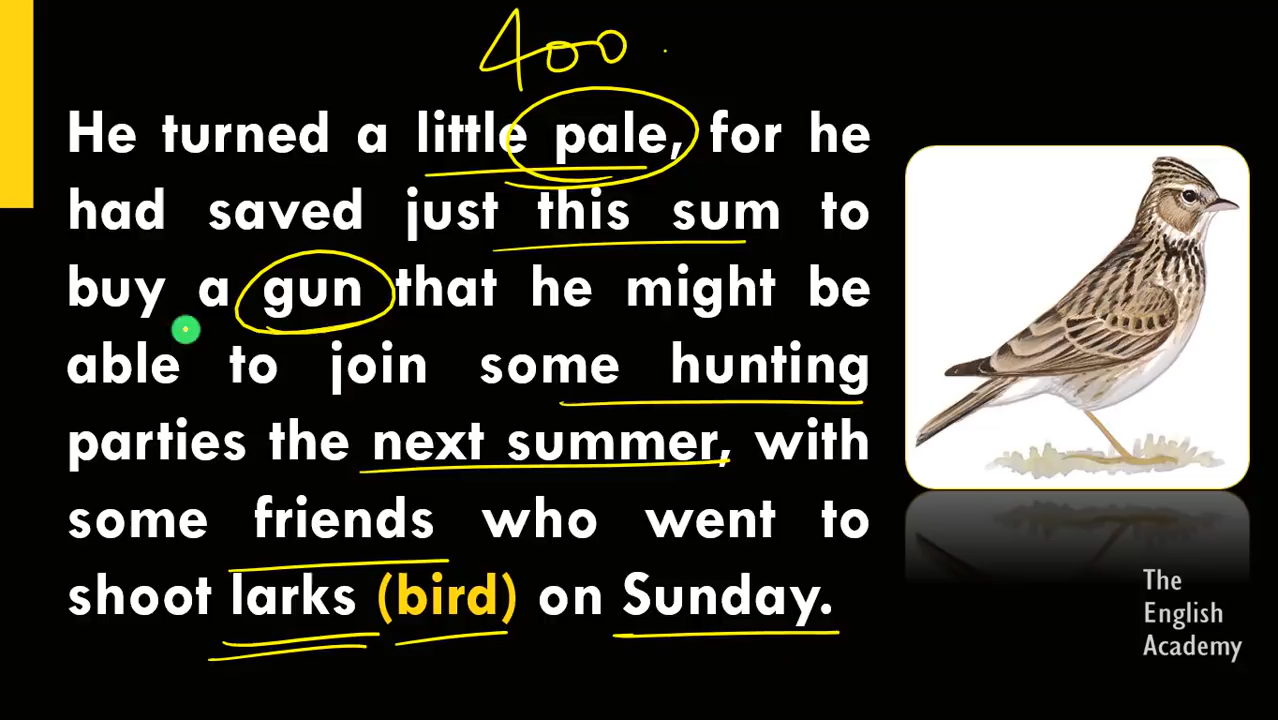 400
He turned a little pale, for he
had saved just this sum to
buy a gun that he might be
able to join some hunting
parties the next summer, with
some friends who went to
shoot larks (bird) on Sunday.
The
English
Academy